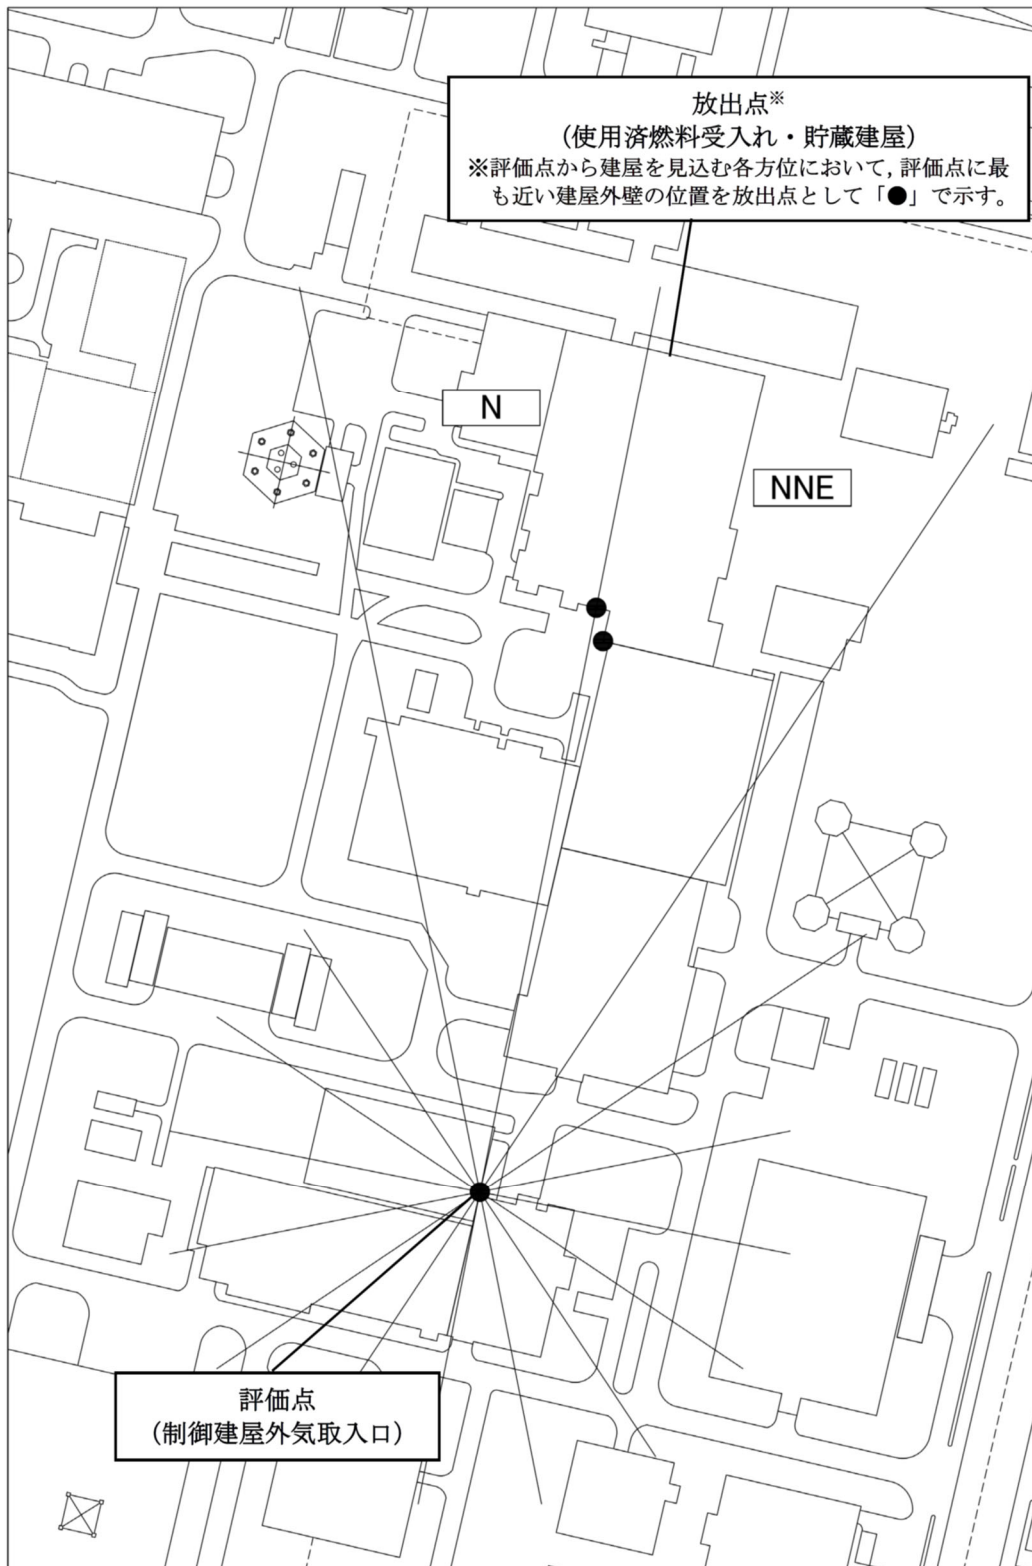 放出点※
(使用済燃料受入れ・貯蔵建屋)
※評価点から建屋を見込む各方位において, 評価点に最
も近い建屋外壁の位置を放出点として「●」で示す。
N
NNE
評価点
(制御建屋外気取入口)